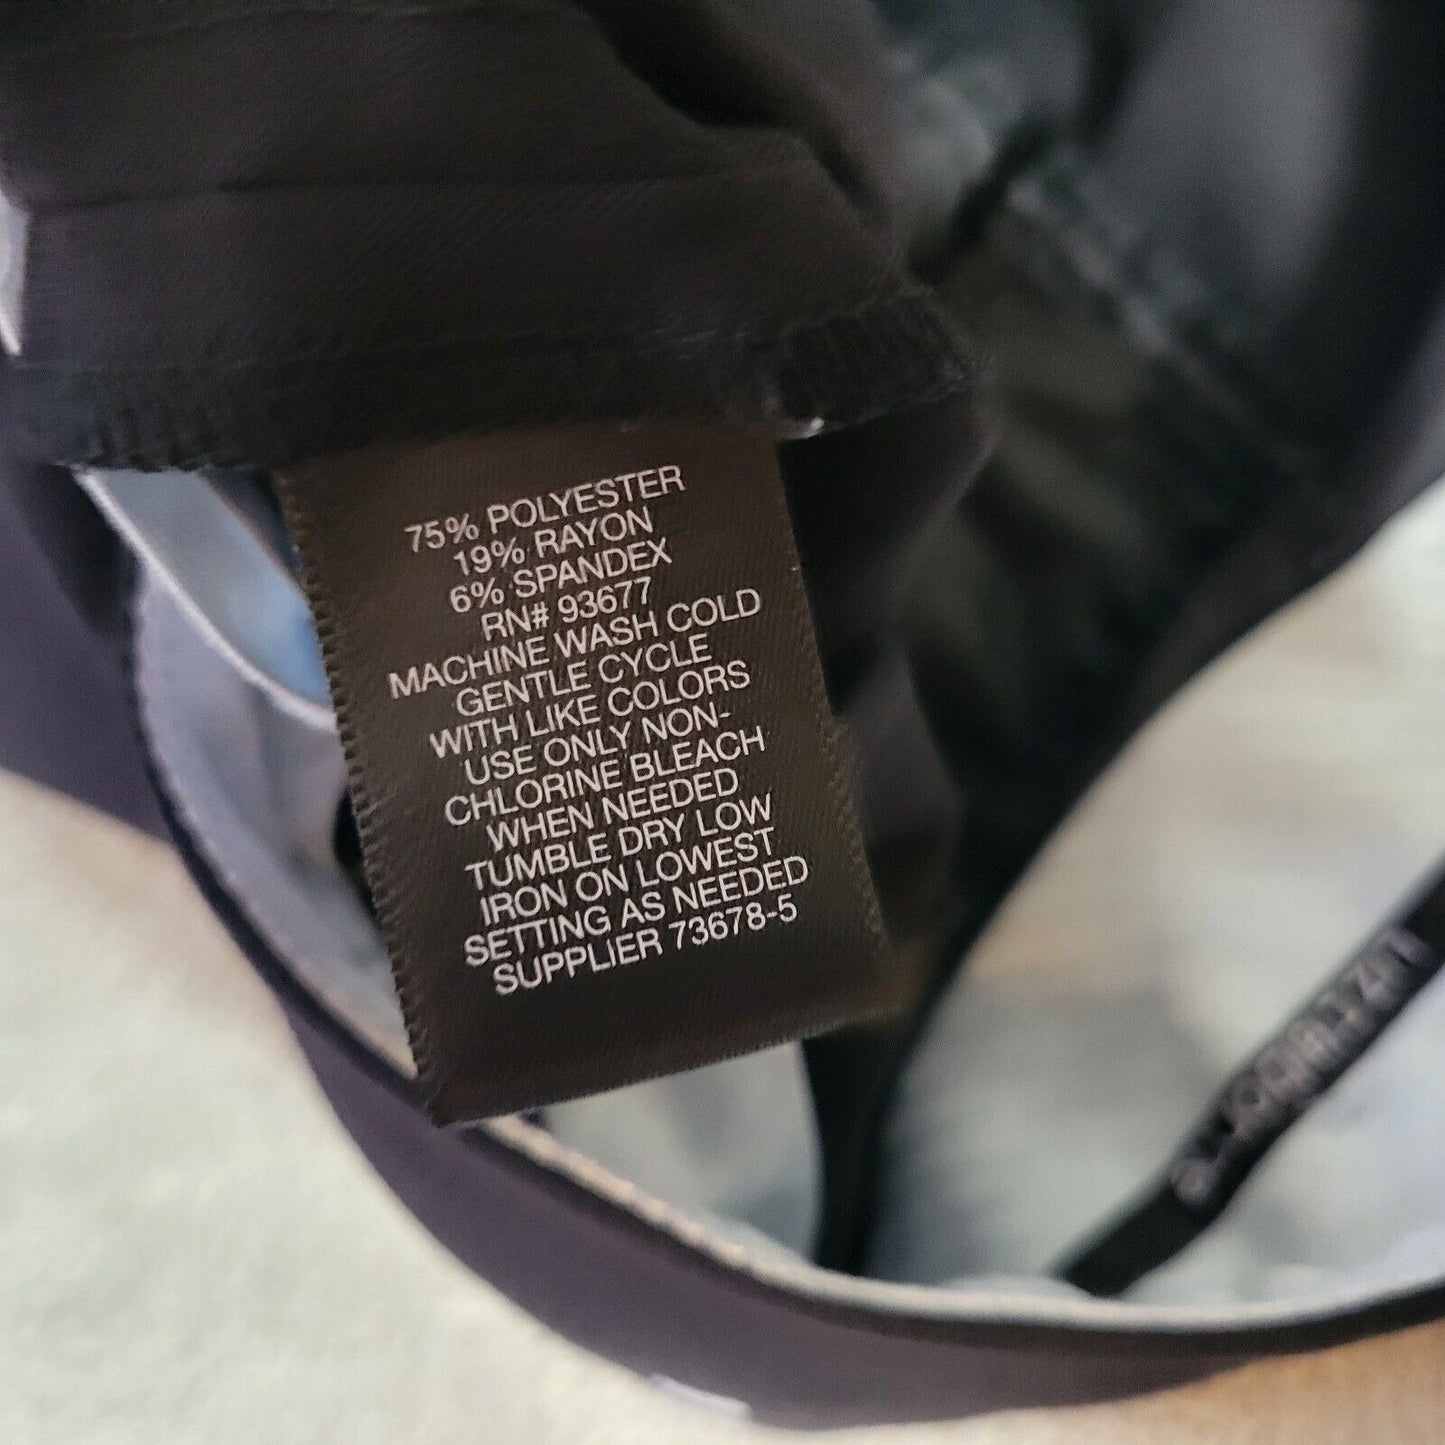 75% POLYESTER
19% RAYON
6% SPANDEX
RN# 93677
MACHINE WASH COLD
GENTLE CYCLE
WITH LIKE COLORS
USE ONLY NON-
CHLORINE BLEACH
WHEN NEEDED
TUMBLE DRY LOW
IRON ON LOWEST
SETTING AS NEEDED
SUPPLIER 73678-5